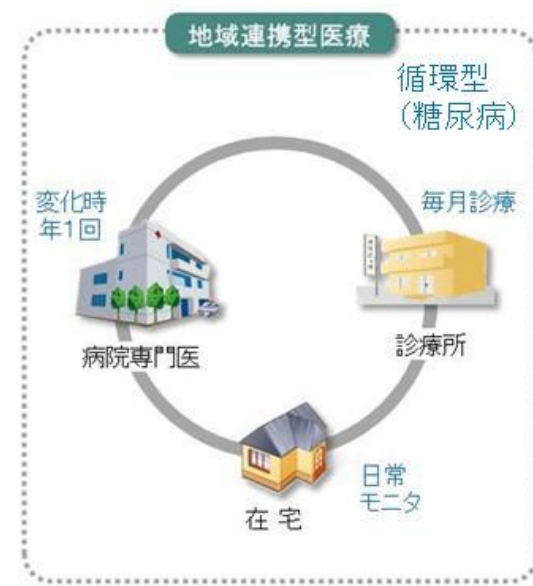 地域連携型医療
循環型
(糖尿病)
変化時
年1回
毎月診療
病院専門医
診療所
日常
モニタ
在宅